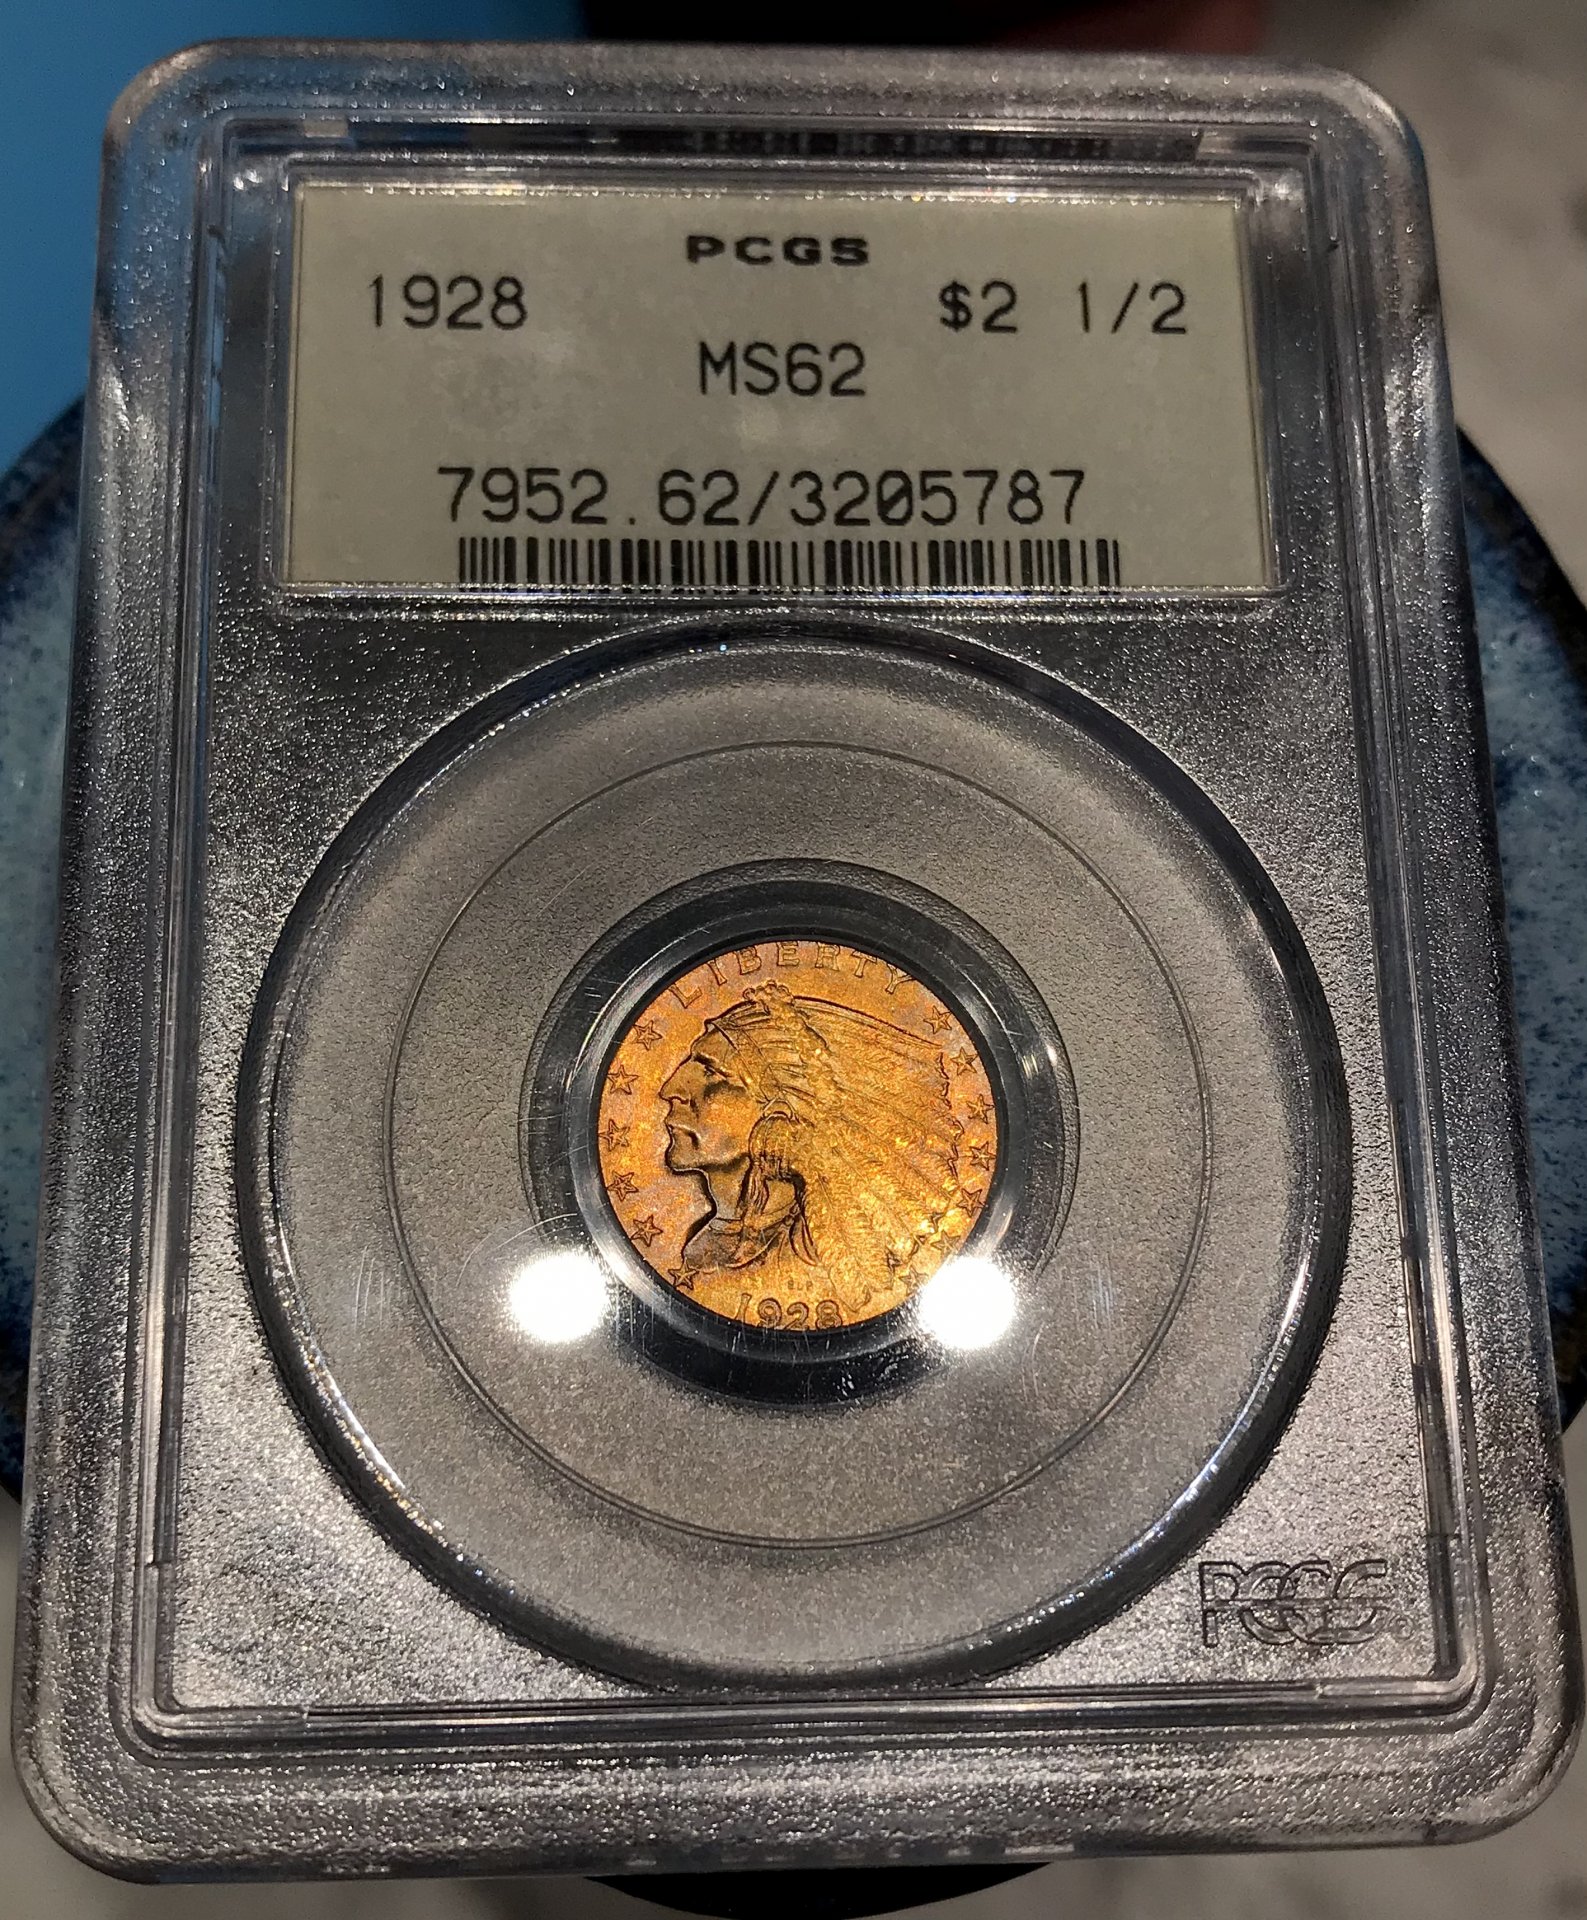 PCGS
1928 $2 1/2
MS62
7952.62/3205787
LIBERTY
1928
PCGS